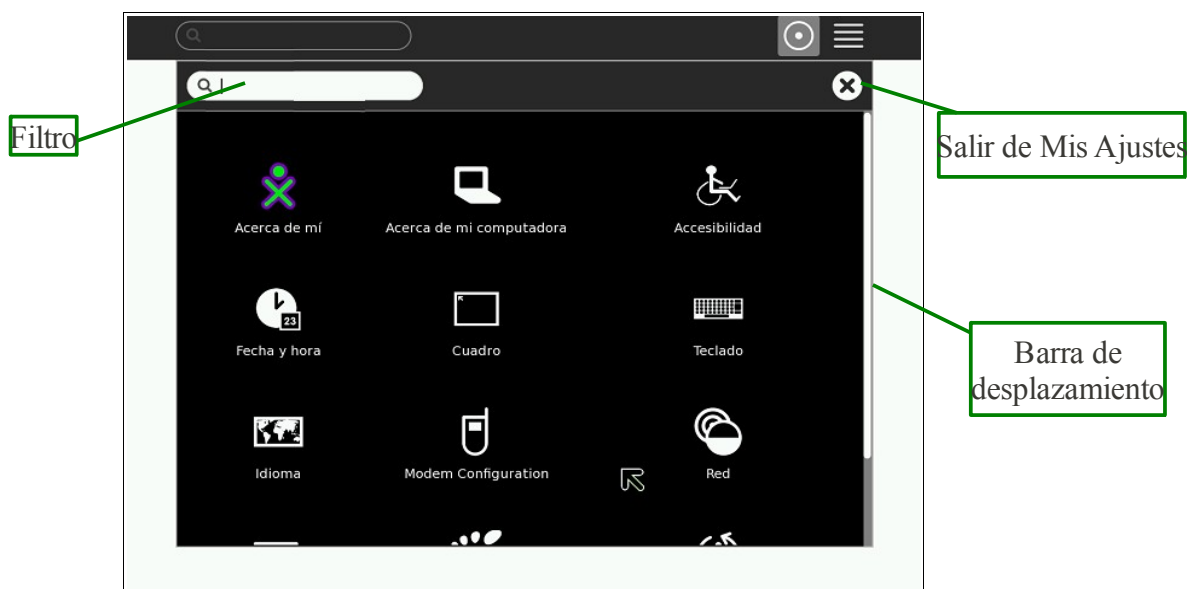 Filtro
Salir de Mis Ajustes
Acerca de mí
Acerca de mi computadora
Accesibilidad
23
Fecha y hora
Cuadro
Teclado
Barra de
desplazamiento
Idioma
Modem Configuration
Red